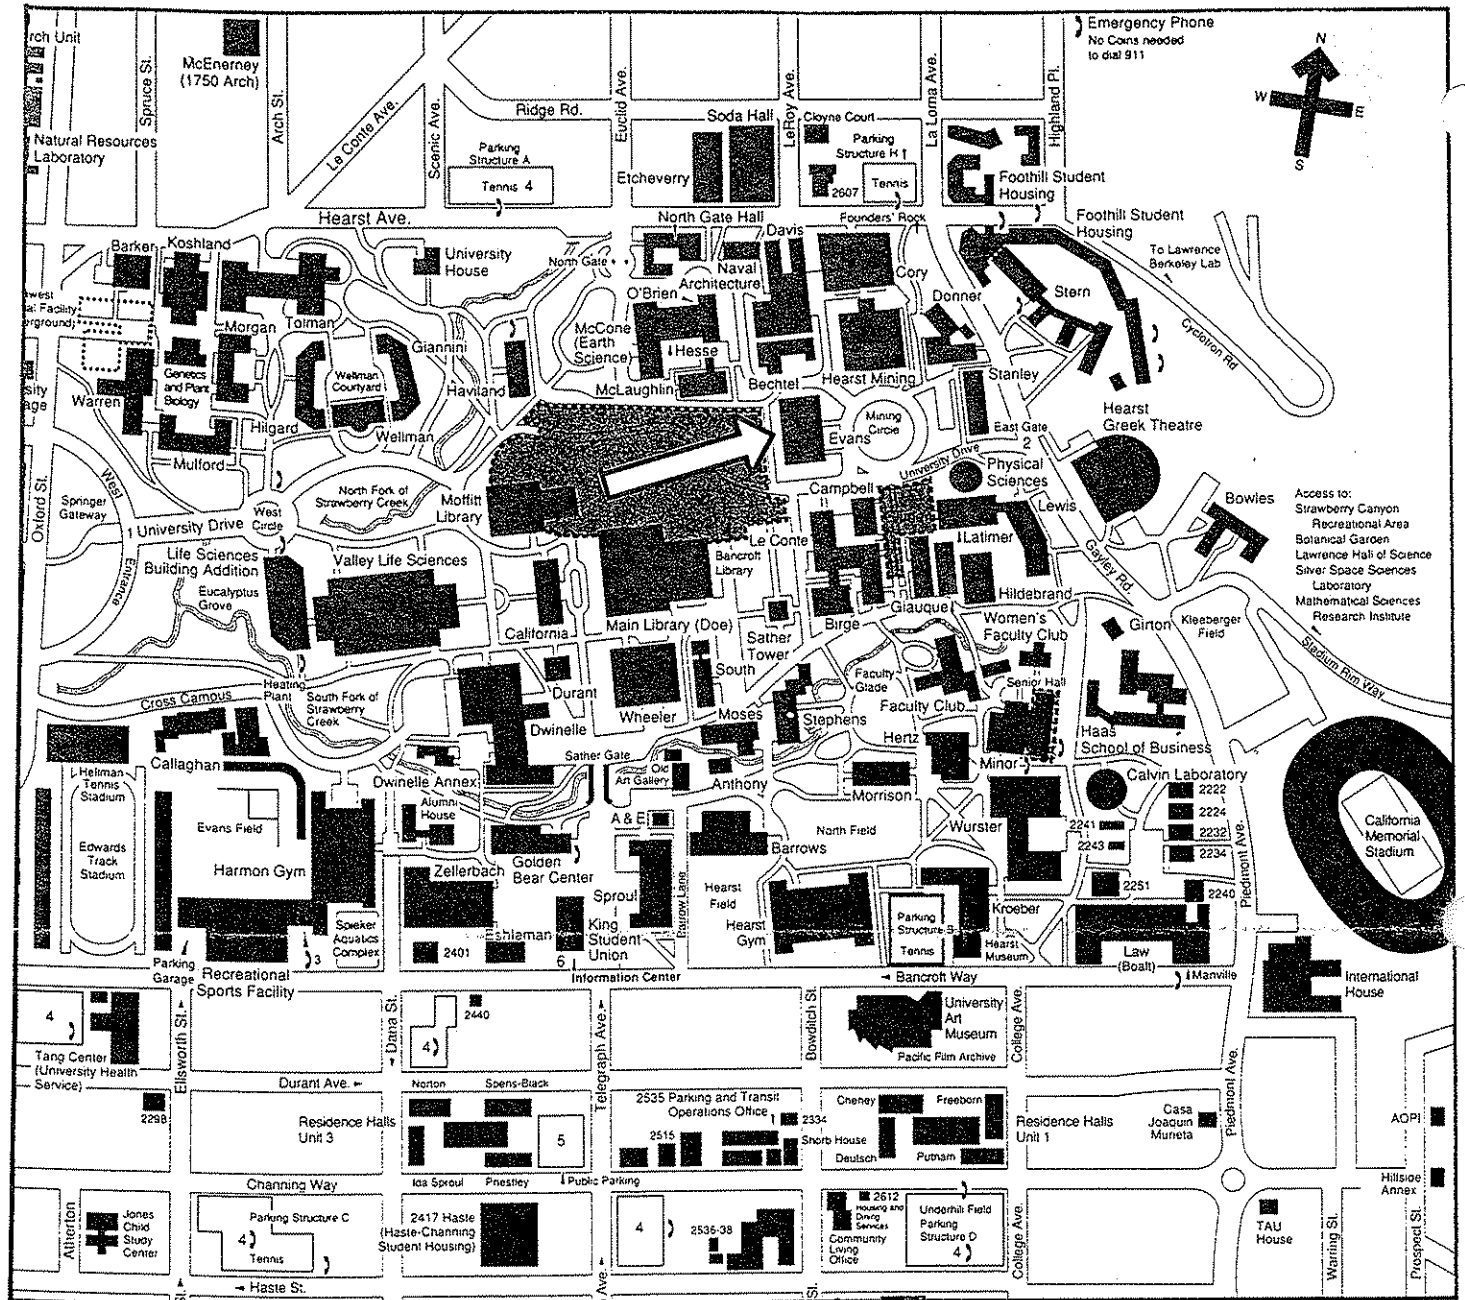 rch Unit
McEnerney
(1750 Arch)
Spruce St.
Arch St.
Le Conte Ave.
Scenic Ave.
Euclid Ave.
LeRoy Ave.
La Loma Ave.
Highland Pl.
Emergency Phone
No Coins needed
to dial 911
N
W
E
S
Natural Resources
Laboratory
Ridge Rd.
Parking
Structure A
Tennis 4
Soda Hall
Etcheverry
Cloyne Court
Parking
Structure H 1
2607
Tennis
Foothill Student
Housing
Hearst Ave.
North Gate Hall
Founders' Rock
Foothill Student
Housing
To Lawrence
Berkeley Lab
Cyclotron Rd
Barker
Koshland
University
House
North Gate
Davis
Naval
Architecture
Cory
O'Brien
Donner
Stern
Morgan
Tolman
Giannini
McCone
(Earth
Science)
Hesse
Genetics
and Plant
Biology
Wellman
Courtyard
Haviland
McLaughlin
Bechtel
Hearst Mining
Stanley
Warren
Hilgard
Wellman
Mulford
Evans
Mining
Circle
East Gate
2
Hearst
Greek Theatre
University Drive
Physical
Sciences
Oxford St.
West
Entrance
Springer
Gateway
1 University Drive
West
Circle
North Fork of
Strawberry Creek
Moffitt
Library
Campbell
Lewis
Bowles
Access to:
Strawberry Canyon
Recreational Area
Botanical Garden
Lawrence Hall of Science
Silver Space Sciences
Laboratory
Mathematical Sciences
Research Institute
Life Sciences
Building Addition
Valley Life Sciences
Eucalyptus
Grove
Le Conte
Bancroft
Library
Latimer
Gayley Rd.
California
Main Library (Doe)
Sather
Tower
Birge
Giauque
Hildebrand
Women's
Faculty Club
Girton
Kleeberger
Field
Stadium Rim Way
Cross Campus
Heating
Plant
South Fork of
Strawberry
Creek
Durant
South
Faculty
Glade
Faculty Club
Senior Hall
Dwinelle
Wheeler
Moses
Stephens
Hertz
Minor
Haas
School of Business
Callaghan
Hellman
Tennis
Stadium
Dwinelle Annex
Sather Gate
Old
Art Gallery
Anthony
Morrison
Calvin Laboratory
2222
2224
2232
2234
2241
2243
2251
2240
Evans Field
Alumni
House
A & E
North Field
Wurster
Piedmont Ave.
California
Memorial
Stadium
Edwards
Track
Stadium
Harmon Gym
Zellerbach
Golden
Bear Center
Barrows
Sproul
Barrow Lane
Hearst
Field
Hearst
Gym
Parking
Structure B
Tennis
Kroeber
Hearst
Museum
Law
(Boalt)
Manville
Spieker
Aquatics
Complex
2401
Eshleman
King
Student
Union
6
Information Center
Bancroft Way
International
House
Parking
Garage
3
Recreational
Sports Facility
4
Tang Center
(University Health
Service)
Ellsworth St.
Dana St.
4
2440
Telegraph Ave.
Bowditch St.
University
Art
Museum
Pacific Film Archive
College Ave.
Piedmont Ave.
Durant Ave.
2298
Residence Halls
Unit 3
Norton
Spens-Black
5
Ida Sproul
Priestley
Public Parking
2535 Parking and Transit
Operations Office
2515
2334
Shorb House
Cheney
Freeborn
Deutsch
Putnam
Residence Halls
Unit 1
Casa
Joaquin
Murieta
AOPI
Hillside
Annex
Channing Way
Atherton
Jones
Child
Study
Center
Parking Structure C
4
Tennis
2417 Haste
(Haste-Channing
Student Housing)
4
2536-38
2612
Housing and
Dining
Services
Community
Living
Office
Underhill Field
Parking
Structure D
4
College Ave.
TAU
House
Warring St.
Prospect St.
Haste St.
St.
Ave.
St.